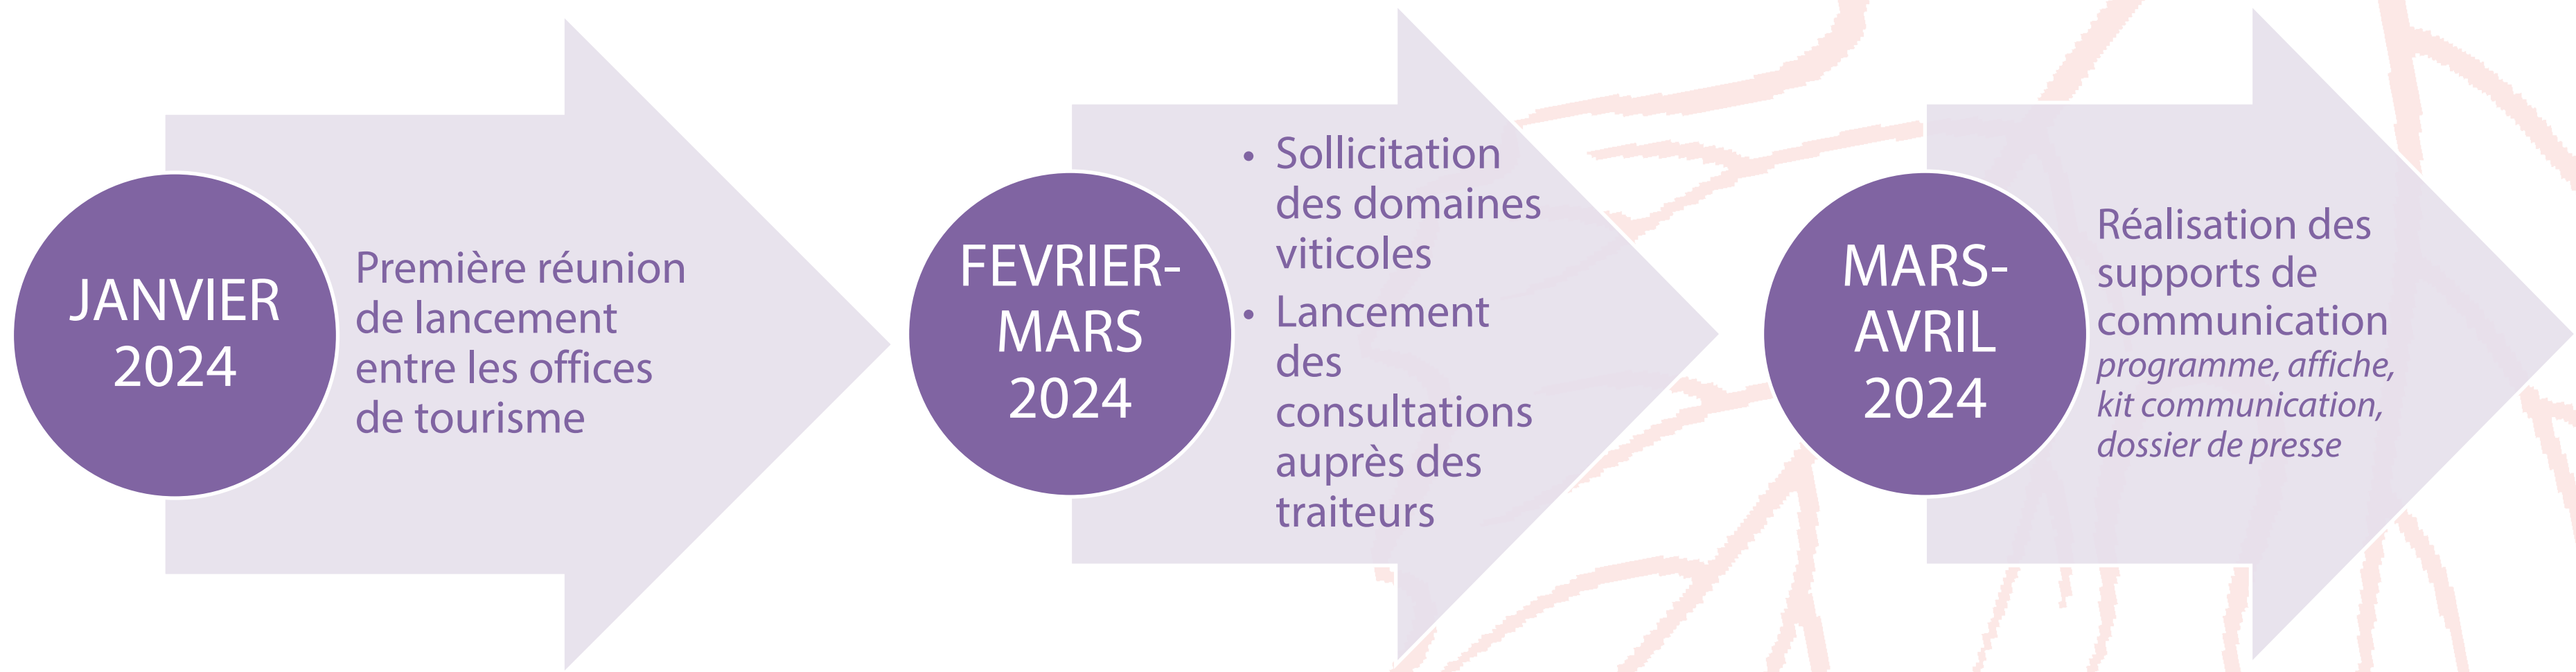 JANVIER
2024
Première réunion
de lancement
entre les offices
de tourisme
FEVRIER-
MARS
2024
• Sollicitation
des domaines
viticoles
• Lancement
des
consultations
auprès des
traiteurs
MARS-
AVRIL
2024
Réalisation des
supports de
communication
programme, affiche,
kit communication,
dossier de presse